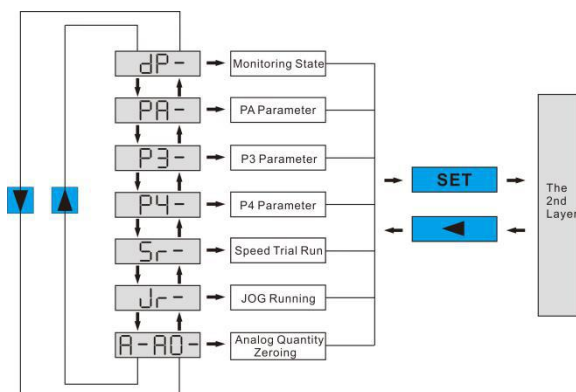 dP-
Monitoring State
PA-
PA Parameter
P3-
P3 Parameter
P4-
P4 Parameter
Sr-
Speed Trial Run
Jr-
JOG Running
A-A0-
Analog Quantity
Zeroing
SET
The
2nd
Layer